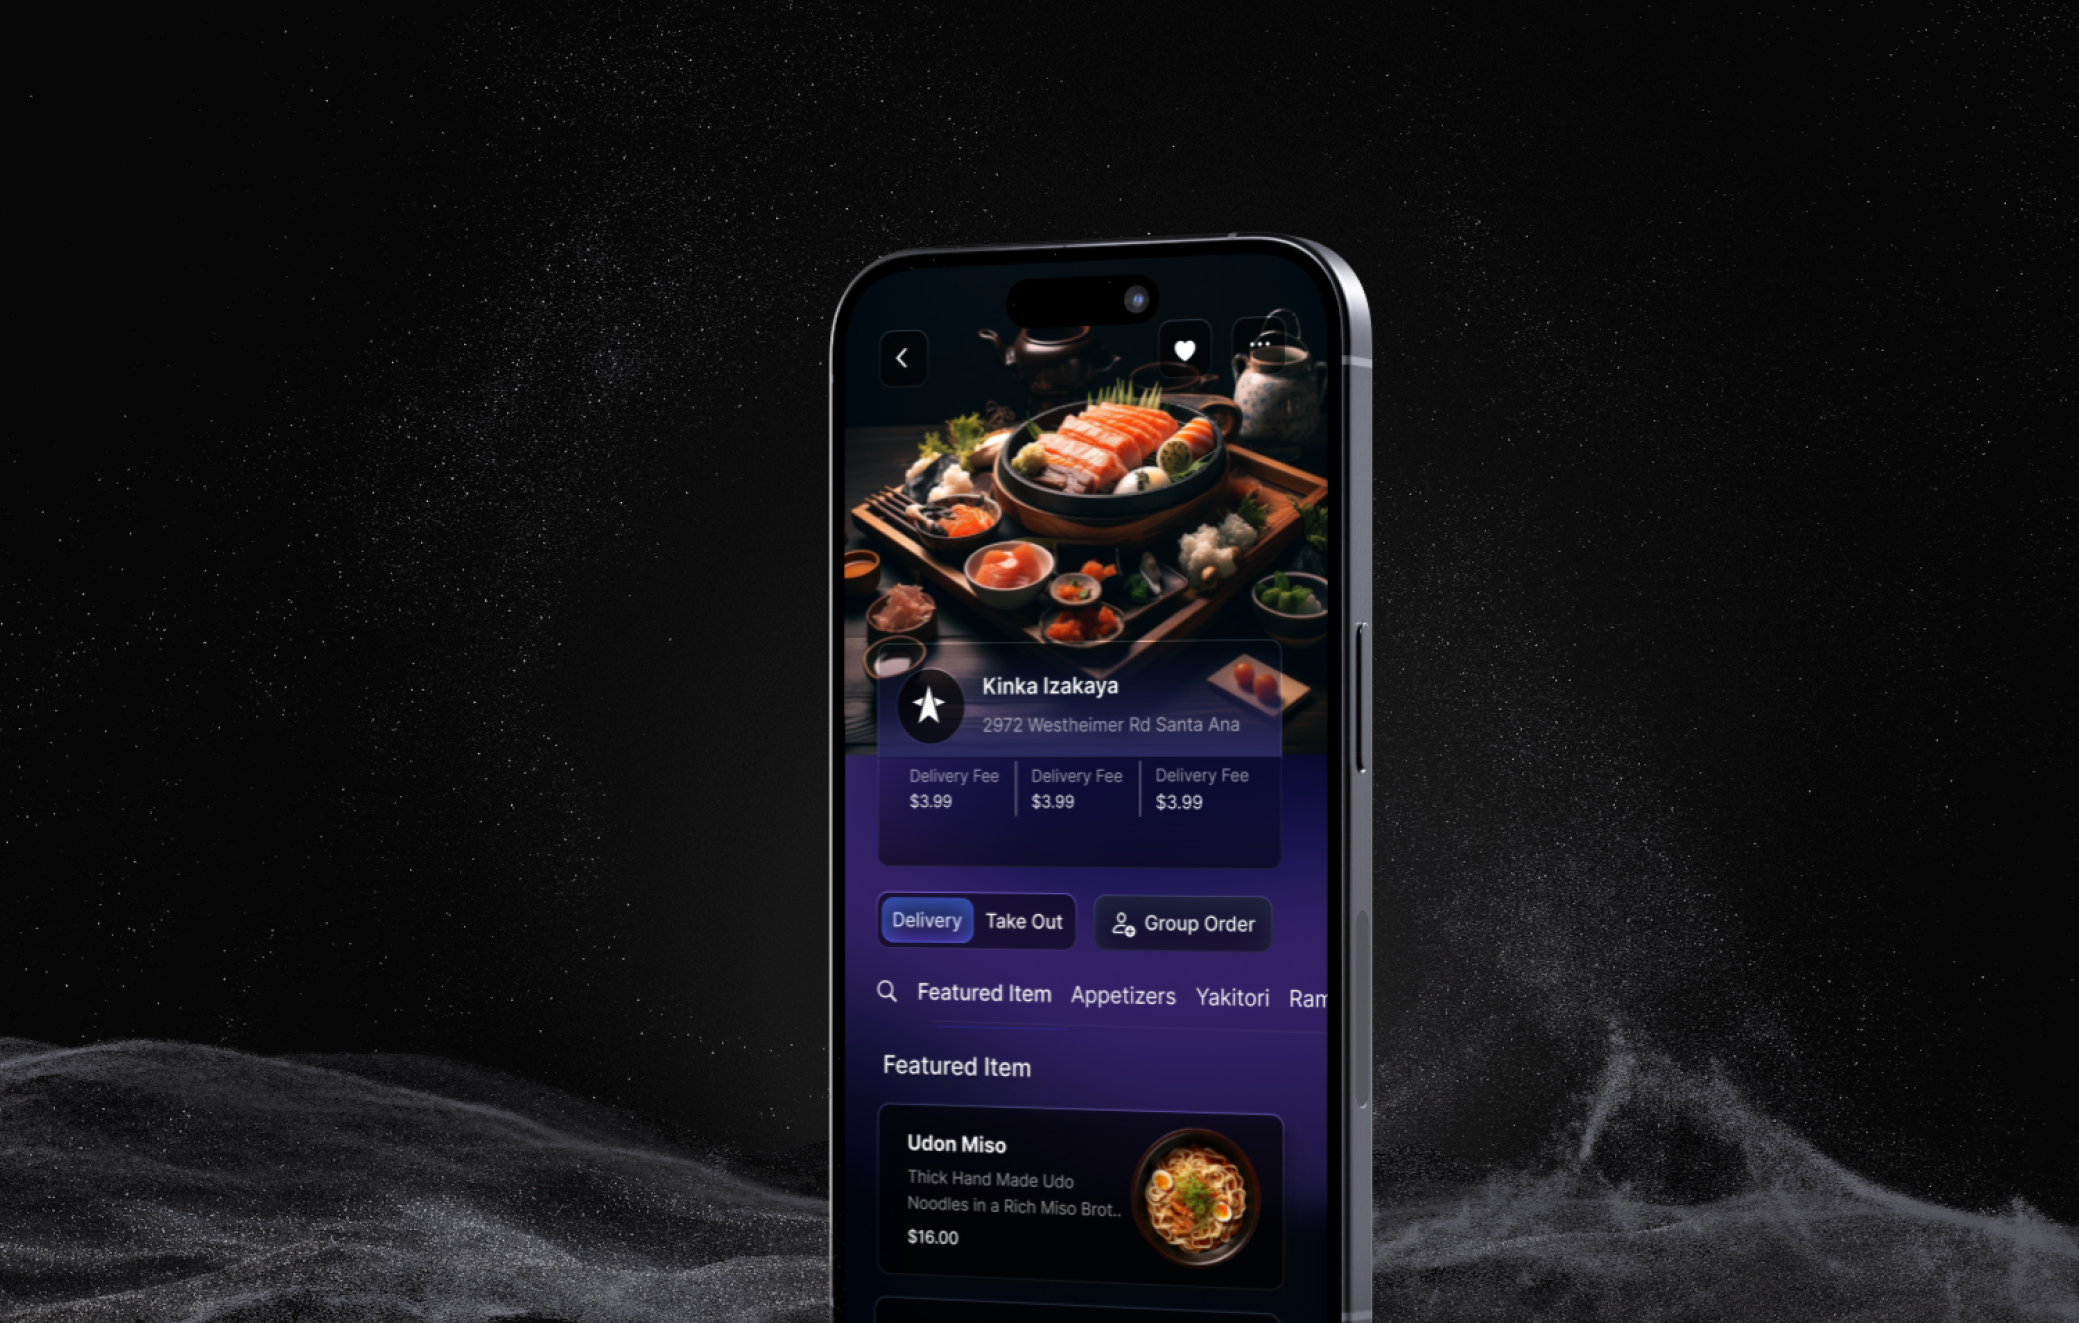 Kinka Izakaya
2972 Westheimer Rd Santa Ana
Delivery Fee Delivery Fee Delivery Fee
$3.99 $3.99 $3.99
Delivery Take Out Group Order
Featured Item Appetizers Yakitori Ram
Featured Item
Udon Miso
Thick Hand Made Udo
Noodles in a Rich Miso Brot..
$16.00